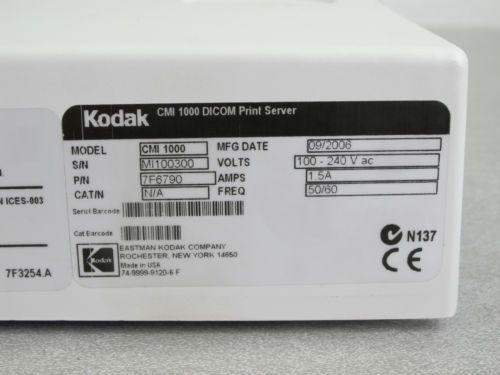 Kodak CMI 1000 DICOM Print Server
MODEL CMI 1000 MFG DATE 09/2006
S/N MI100300 VOLTS 100 - 240 V ac
P/N 7F6790 AMPS 1.5A
CAT/N N/A FREQ 50/60
Serial Barcode
Cat Barcode
N137
CE
Kodak
EASTMAN KODAK COMPANY
ROCHESTER, NEW YORK 14650
Made in USA
74-9999-9120-6 F
N ICES-003
7F3254.A